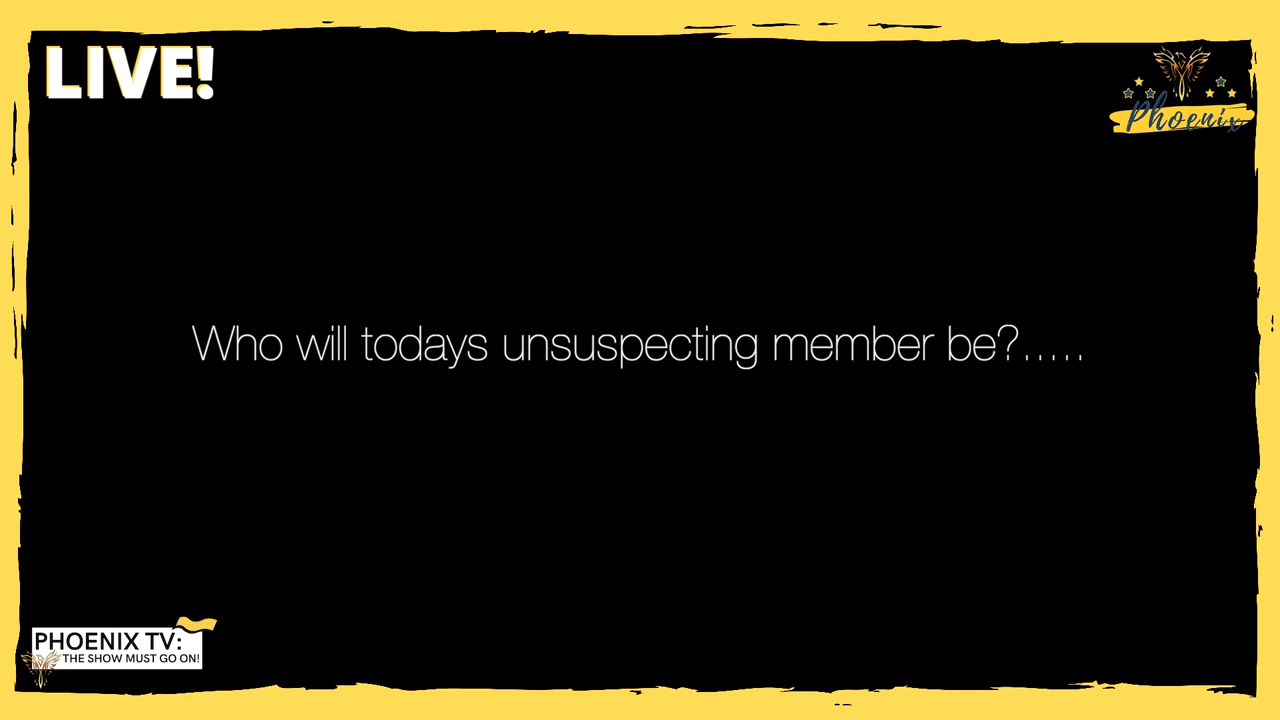 LIVE!
Phoenix
Who will todays unsuspecting member be?.....
PHOENIX TV:
THE SHOW MUST GO ON!